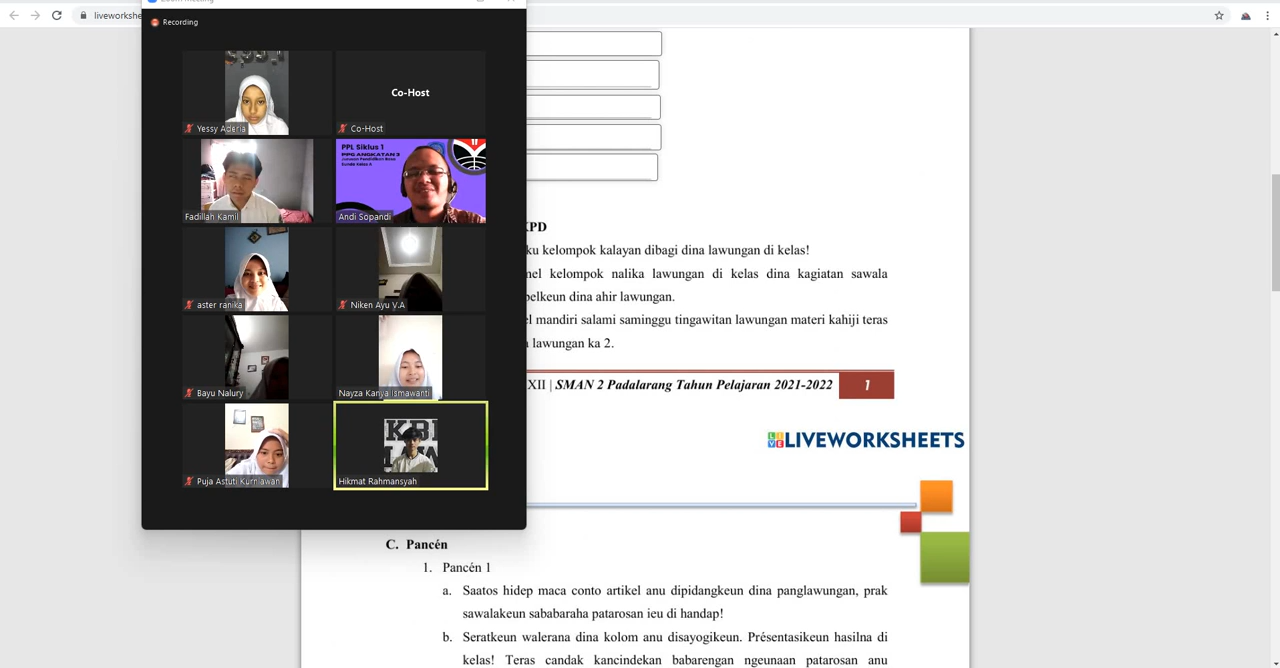 liveworkshe
Recording
Yessy Aderia
Co-Host
Co-Host
Fadillah Kamil
PPL Siklus 1
PPG ANGKATAN 3
Andi Sopandi
aster ranika
Niken Ayu V.A
Bayu Nalury
Nayza Kanya Ismawanti
Puja Astuti Kurniawan
Hikmat Rahmansyah
KPD
ku kelompok kalayan dibagi dina lawungan di kelas!
nel kelompok nalika lawungan di kelas dina kagiatan sawala
pelkeun dina ahir lawungan.
el mandiri salami saminggu tingawitan lawungan materi kahiji teras
lawungan ka 2.
XII | SMAN 2 Padalarang Tahun Pelajaran 2021-2022 1
LIVE LIVEWORKSHEETS
C. Pancén
1. Pancén 1
a. Saatos hidep maca conto artikel anu dipidangkeun dina panglawungan, prak
sawalakeun sababaraha patarosan ieu di handap!
b. Seratkeun walerana dina kolom anu disayogikeun. Présentasikeun hasilna di
kelas! Teras candak kancindekan babarengan ngeunaan patarosan anu